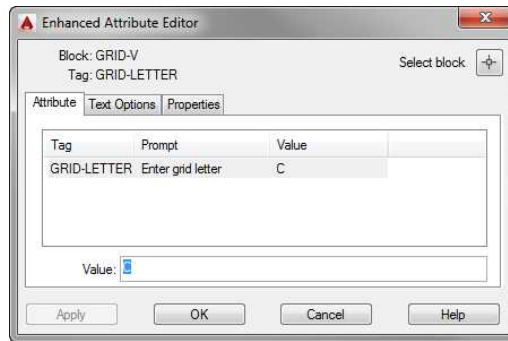 Enhanced Attribute Editor
Block: GRID-V
Select block
Tag: GRID-LETTER
Attribute Text Options Properties
Tag Prompt Value
GRID-LETTER Enter grid letter C
Value: C
Apply OK Cancel Help